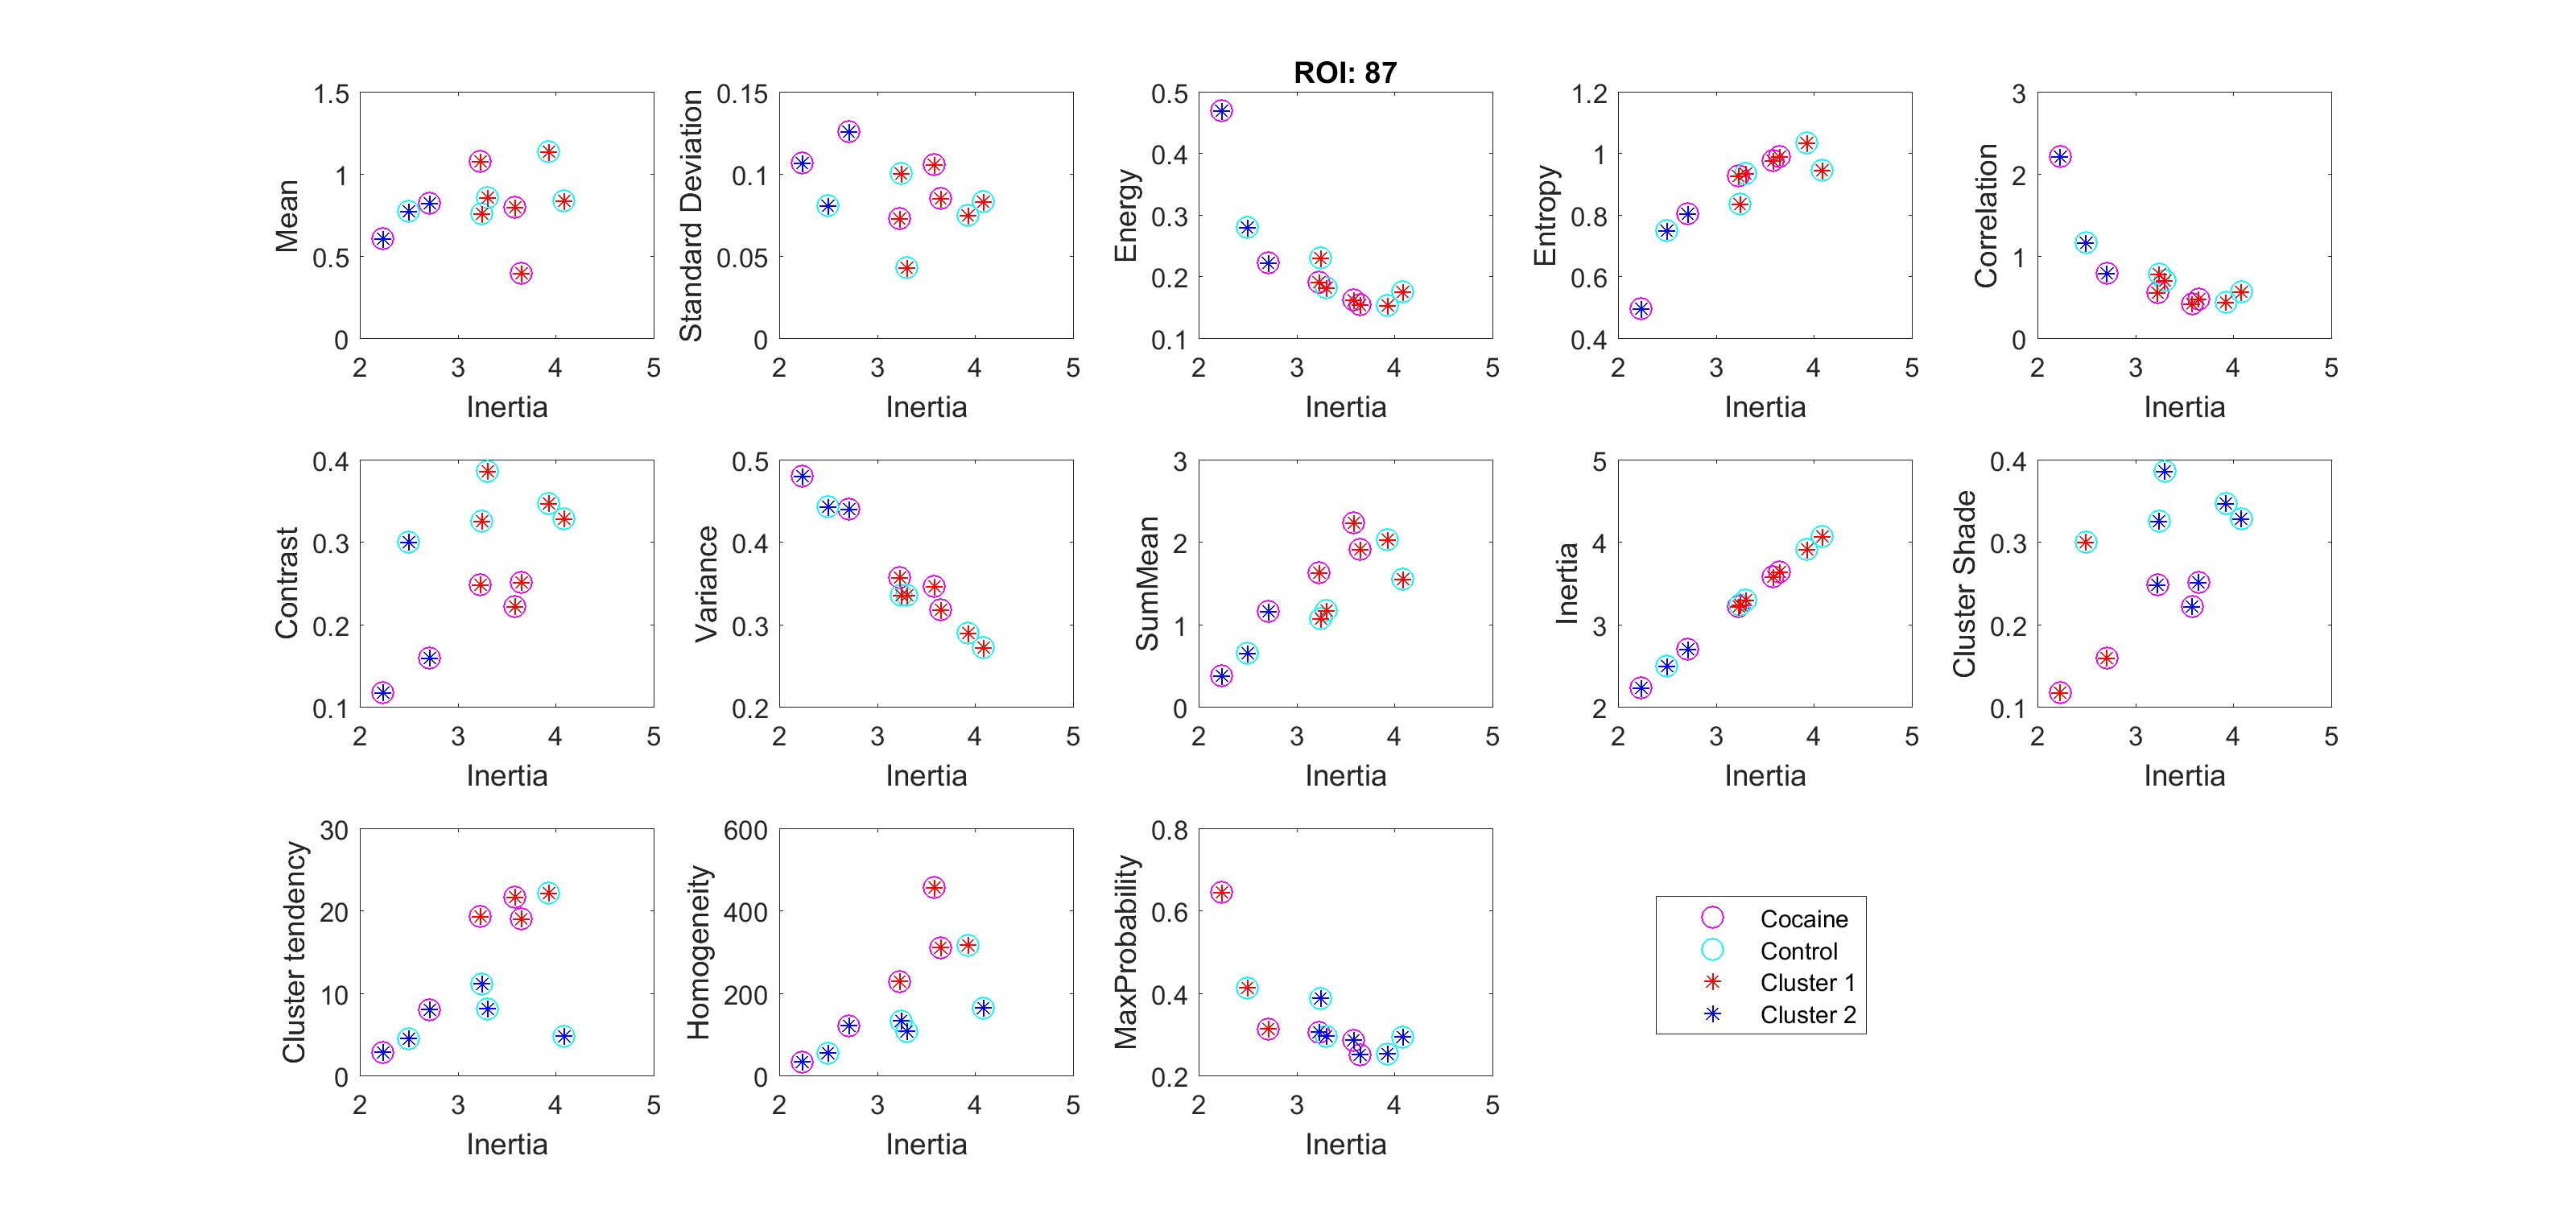 ROI: 87
1.5
1
0.5
0
2 3 4 5
Mean
Inertia
0.15
0.1
0.05
0
2 3 4 5
Standard Deviation
Inertia
0.5
0.4
0.3
0.2
0.1
2 3 4 5
Energy
Inertia
1.2
1
0.8
0.6
0.4
2 3 4 5
Entropy
Inertia
3
2
1
0
2 3 4 5
Correlation
Inertia
0.4
0.3
0.2
0.1
2 3 4 5
Contrast
Inertia
0.5
0.4
0.3
0.2
2 3 4 5
Variance
Inertia
3
2
1
0
2 3 4 5
SumMean
Inertia
5
4
3
2
2 3 4 5
Inertia
Inertia
0.4
0.3
0.2
0.1
2 3 4 5
Cluster Shade
Inertia
30
20
10
0
2 3 4 5
Cluster tendency
Inertia
600
400
200
0
2 3 4 5
Homogeneity
Inertia
0.8
0.6
0.4
0.2
2 3 4 5
MaxProbability
Inertia
Cocaine
Control
Cluster 1
Cluster 2